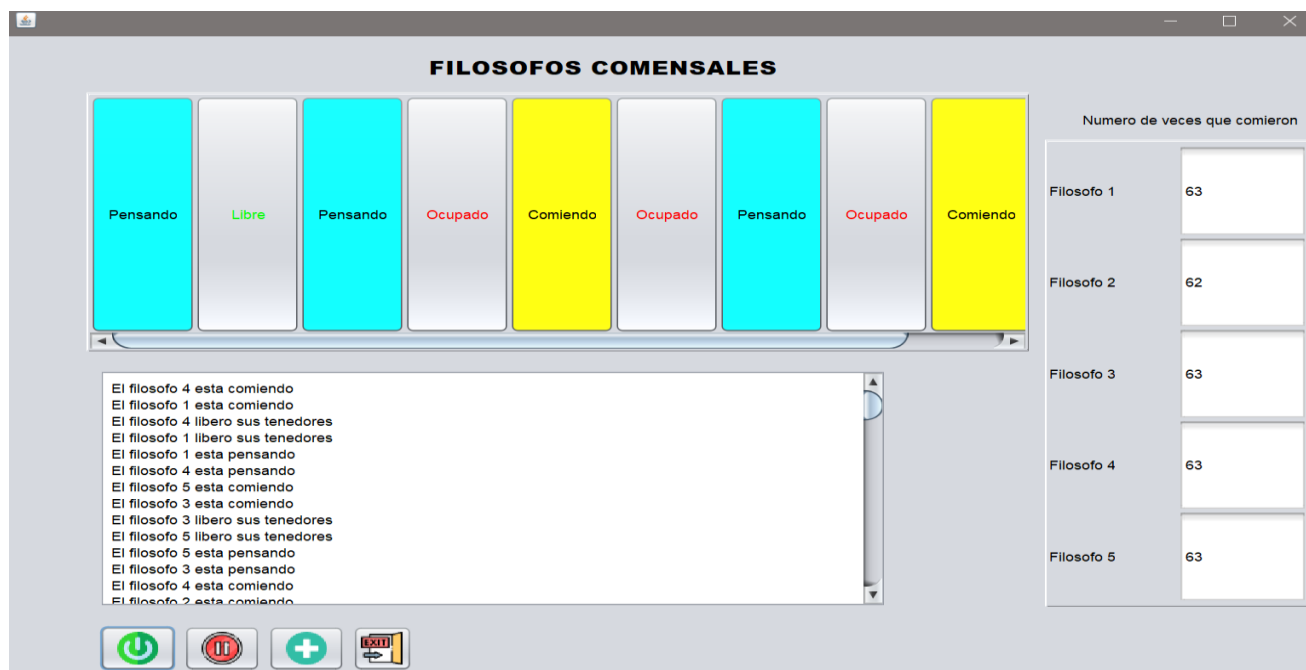 FILOSOFOS COMENSALES
Pensando Libre Pensando Ocupado Comiendo Ocupado Pensando Ocupado Comiendo
El filosofo 4 esta comiendo
El filosofo 1 esta comiendo
El filosofo 4 libero sus tenedores
El filosofo 1 libero sus tenedores
El filosofo 1 esta pensando
El filosofo 4 esta pensando
El filosofo 5 esta comiendo
El filosofo 3 esta comiendo
El filosofo 3 libero sus tenedores
El filosofo 5 libero sus tenedores
El filosofo 5 esta pensando
El filosofo 3 esta pensando
El filosofo 4 esta comiendo
El filosofo 2 esta comiendo
EXIT
Numero de veces que comieron
Filosofo 1 63
Filosofo 2 62
Filosofo 3 63
Filosofo 4 63
Filosofo 5 63